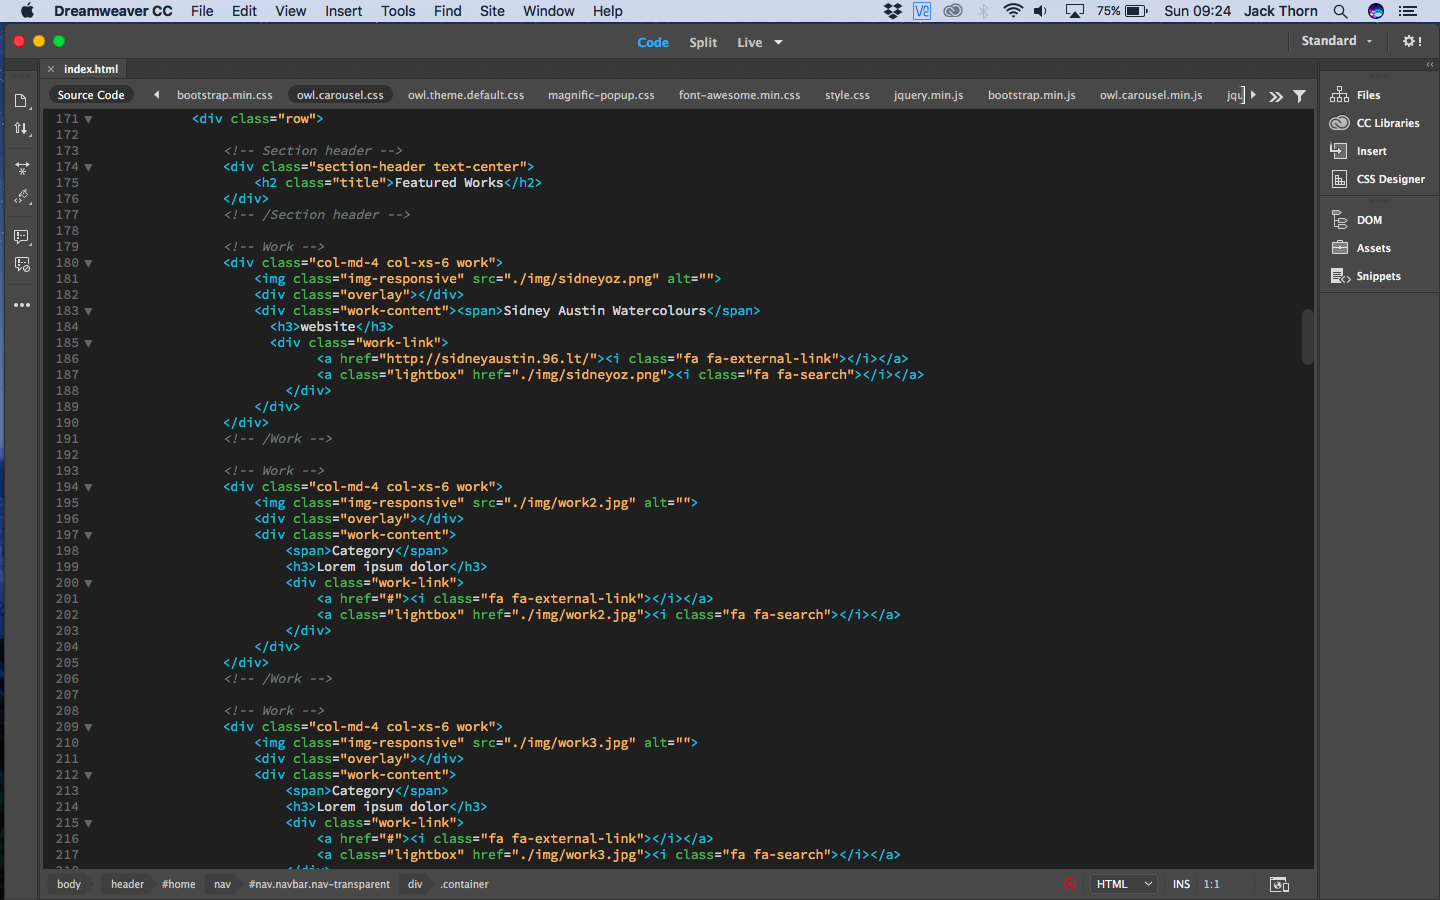 Dreamweaver CC File Edit View Insert Tools Find Site Window Help 75% Sun 09:24 Jack Thorn
Code Split Live Standard
index.html
Source Code bootstrap.min.css owl.carousel.css owl.theme.default.css magnific-popup.css font-awesome.min.css style.css jquery.min.js bootstrap.min.js owl.carousel.min.js jqu
171 <div class="row">
172
173 <!-- Section header -->
174 <div class="section-header text-center">
175 <h2 class="title">Featured Works</h2>
176 </div>
177 <!-- /Section header -->
178
179 <!-- Work -->
180 <div class="col-md-4 col-xs-6 work">
181 <img class="img-responsive" src="./img/sidneyoz.png" alt="">
182 <div class="overlay"></div>
183 <div class="work-content"><span>Sidney Austin Watercolours</span>
184 <h3>website</h3>
185 <div class="work-link">
186 <a href="http://sidneyaustin.96.lt/"><i class="fa fa-external-link"></i></a>
187 <a class="lightbox" href="./img/sidneyoz.png"><i class="fa fa-search"></i></a>
188 </div>
189 </div>
190 </div>
191 <!-- /Work -->
192
193 <!-- Work -->
194 <div class="col-md-4 col-xs-6 work">
195 <img class="img-responsive" src="./img/work2.jpg" alt="">
196 <div class="overlay"></div>
197 <div class="work-content">
198 <span>Category</span>
199 <h3>Lorem ipsum dolor</h3>
200 <div class="work-link">
201 <a href="#"><i class="fa fa-external-link"></i></a>
202 <a class="lightbox" href="./img/work2.jpg"><i class="fa fa-search"></i></a>
203 </div>
204 </div>
205 </div>
206 <!-- /Work -->
207
208 <!-- Work -->
209 <div class="col-md-4 col-xs-6 work">
210 <img class="img-responsive" src="./img/work3.jpg" alt="">
211 <div class="overlay"></div>
212 <div class="work-content">
213 <span>Category</span>
214 <h3>Lorem ipsum dolor</h3>
215 <div class="work-link">
216 <a href="#"><i class="fa fa-external-link"></i></a>
217 <a class="lightbox" href="./img/work3.jpg"><i class="fa fa-search"></i></a>
body header #home nav #nav.navbar.nav-transparent div .container HTML INS 1:1
Files
CC Libraries
Insert
CSS Designer
DOM
Assets
Snippets